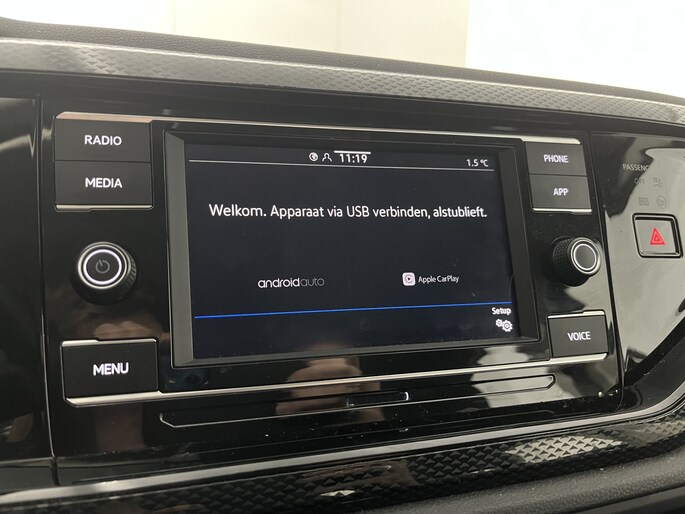 RADIO
MEDIA
MENU
11:19
1.5 °C
Welkom. Apparaat via USB verbinden, alstublieft.
androidauto
Apple CarPlay
Setup
PHONE
APP
VOICE